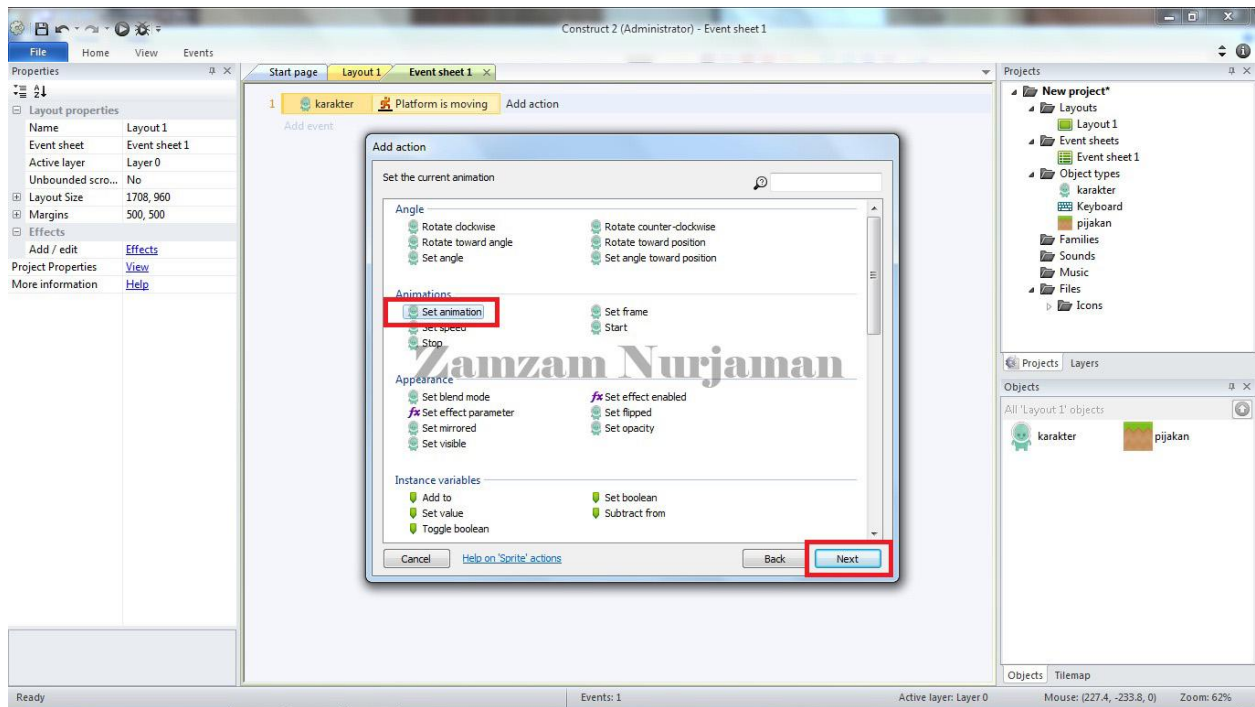 Construct 2 (Administrator) - Event sheet 1
File Home View Events
Properties
Layout properties
Name Layout 1
Event sheet Event sheet 1
Active layer Layer 0
Unbounded scro... No
Layout Size 1708, 960
Margins 500, 500
Effects
Add / edit Effects
Project Properties View
More information Help
Start page Layout 1 Event sheet 1
1 karakter Platform is moving Add action
Add event
Add action
Set the current animation
Angle
Rotate clockwise Rotate counter-clockwise
Rotate toward angle Rotate toward position
Set angle Set angle toward position
Animations
Set animation Set frame
Set speed Start
Stop
Zamzam Nurjaman
Appearance
Set blend mode fx Set effect enabled
fx Set effect parameter Set flipped
Set mirrored Set opacity
Set visible
Instance variables
Add to Set boolean
Set value Subtract from
Toggle boolean
Cancel Help on 'Sprite' actions Back Next
Projects
New project*
Layouts
Layout 1
Event sheets
Event sheet 1
Object types
karakter
Keyboard
pijakan
Families
Sounds
Music
Files
Icons
Projects Layers
Objects
All 'Layout 1' objects
karakter pijakan
Objects Tilemap
Ready Events: 1 Active layer: Layer 0 Mouse: (227.4, -233.8, 0) Zoom: 62%